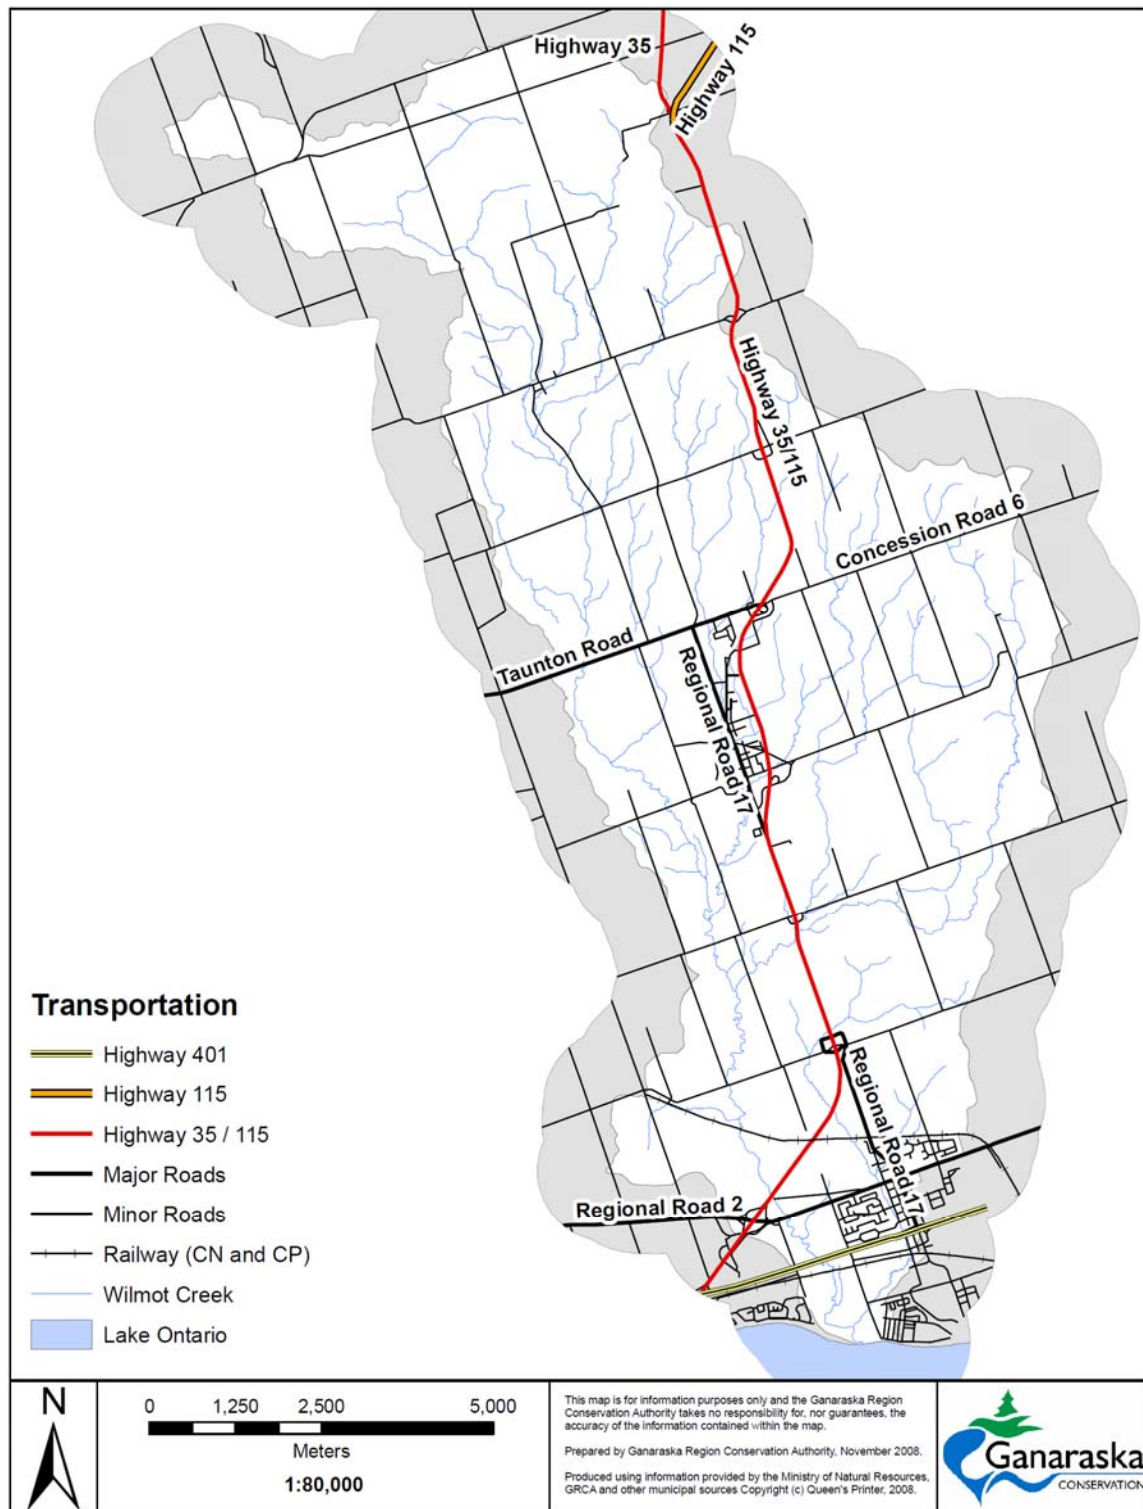 Highway 35
Highway 115
Highway 35/115
Concession Road 6
Taunton Road
Regional Road 17
Regional Road 17
Regional Road 2
Transportation
Highway 401
Highway 115
Highway 35 / 115
Major Roads
Minor Roads
Railway (CN and CP)
Wilmot Creek
Lake Ontario
N
0 1,250 2,500 5,000
Meters
1:80,000
This map is for information purposes only and the Ganaraska Region
Conservation Authority takes no responsibility for, nor guarantees, the
accuracy of the information contained within the map.
Prepared by Ganaraska Region Conservation Authority, November 2008.
Produced using information provided by the Ministry of Natural Resources,
GRCA and other municipal sources Copyright (c) Queen's Printer, 2008.
Ganaraska
CONSERVATION